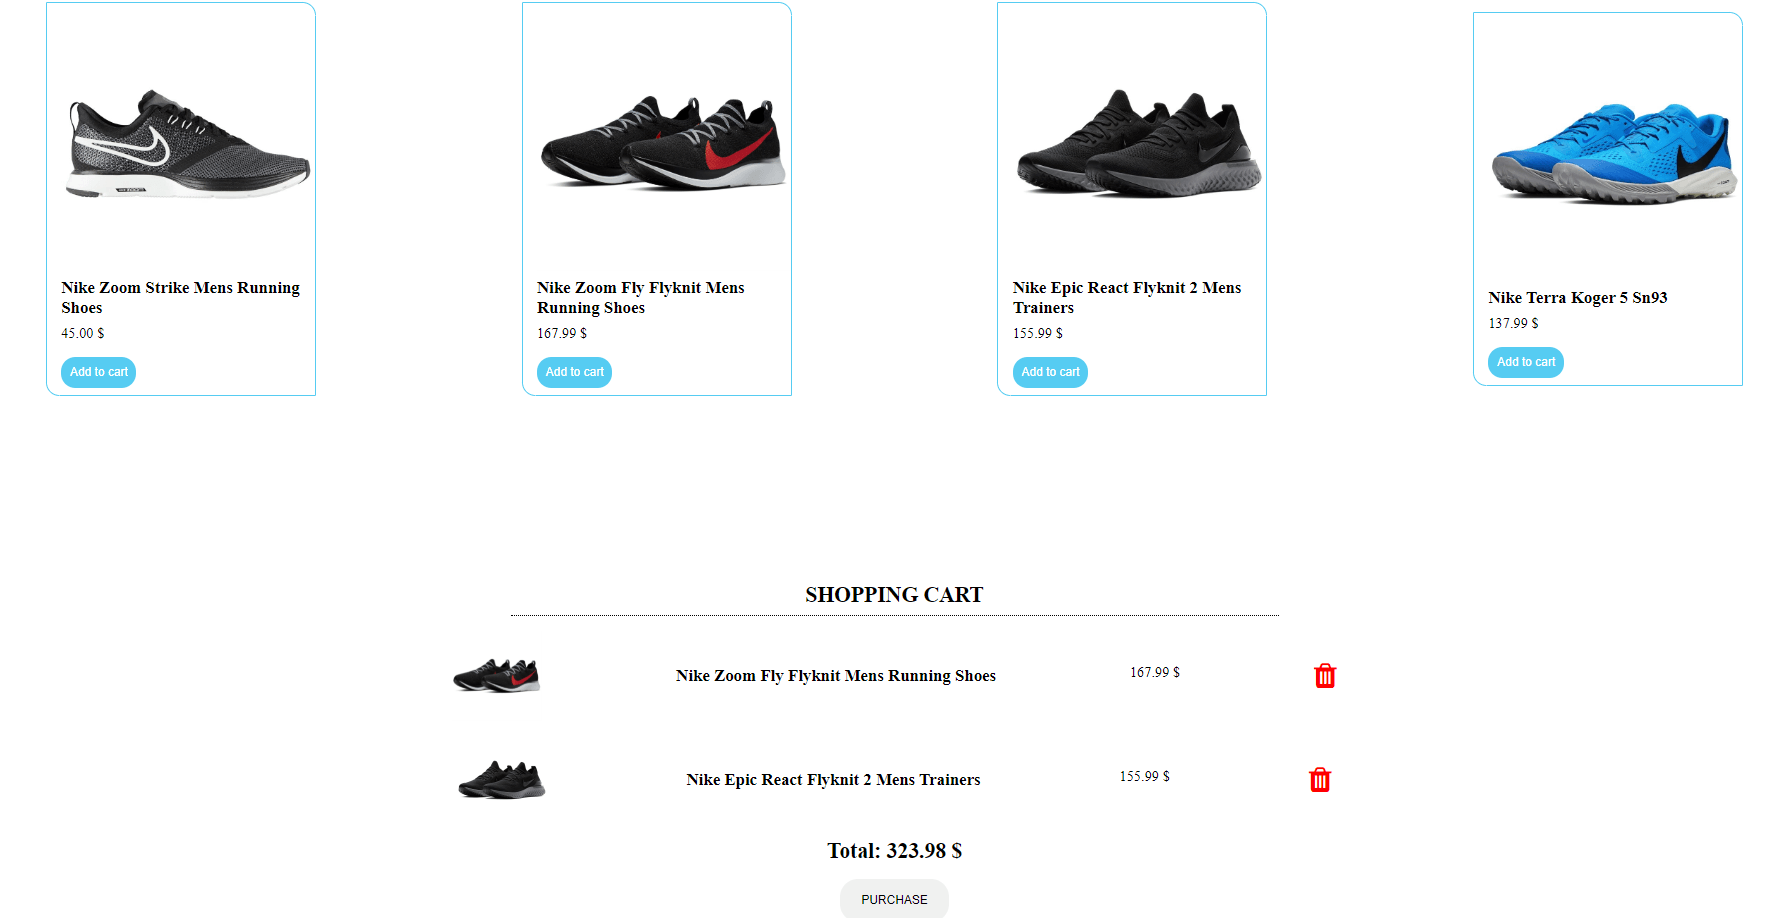 Nike Zoom Strike Mens Running
Shoes
45.00 $
Add to cart
Nike Zoom Fly Flyknit Mens
Running Shoes
167.99 $
Add to cart
Nike Epic React Flyknit 2 Mens
Trainers
155.99 $
Add to cart
Nike Terra Koger 5 Sn93
137.99 $
Add to cart
SHOPPING CART
Nike Zoom Fly Flyknit Mens Running Shoes 167.99 $
Nike Epic React Flyknit 2 Mens Trainers 155.99 $
Total: 323.98 $
PURCHASE